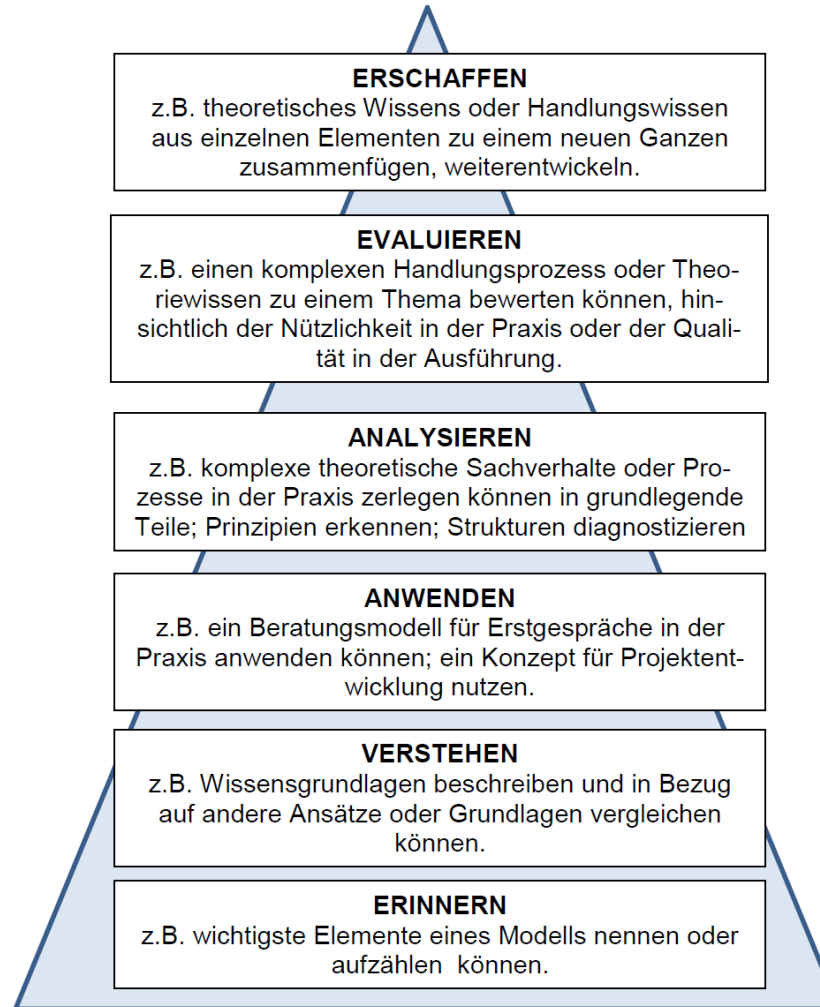 ERSCHAFFEN
z.B. theoretisches Wissens oder Handlungswissen
aus einzelnen Elementen zu einem neuen Ganzen
zusammenfügen, weiterentwickeln.
EVALUIEREN
z.B. einen komplexen Handlungsprozess oder Theo-
riewissen zu einem Thema bewerten können, hin-
sichtlich der Nützlichkeit in der Praxis oder der Quali-
tät in der Ausführung.
ANALYSIEREN
z.B. komplexe theoretische Sachverhalte oder Pro-
zesse in der Praxis zerlegen können in grundlegende
Teile; Prinzipien erkennen; Strukturen diagnostizieren
ANWENDEN
z.B. ein Beratungsmodell für Erstgespräche in der
Praxis anwenden können; ein Konzept für Projektent-
wicklung nutzen.
VERSTEHEN
z.B. Wissensgrundlagen beschreiben und in Bezug
auf andere Ansätze oder Grundlagen vergleichen
können.
ERINNERN
z.B. wichtigste Elemente eines Modells nennen oder
aufzählen  können.